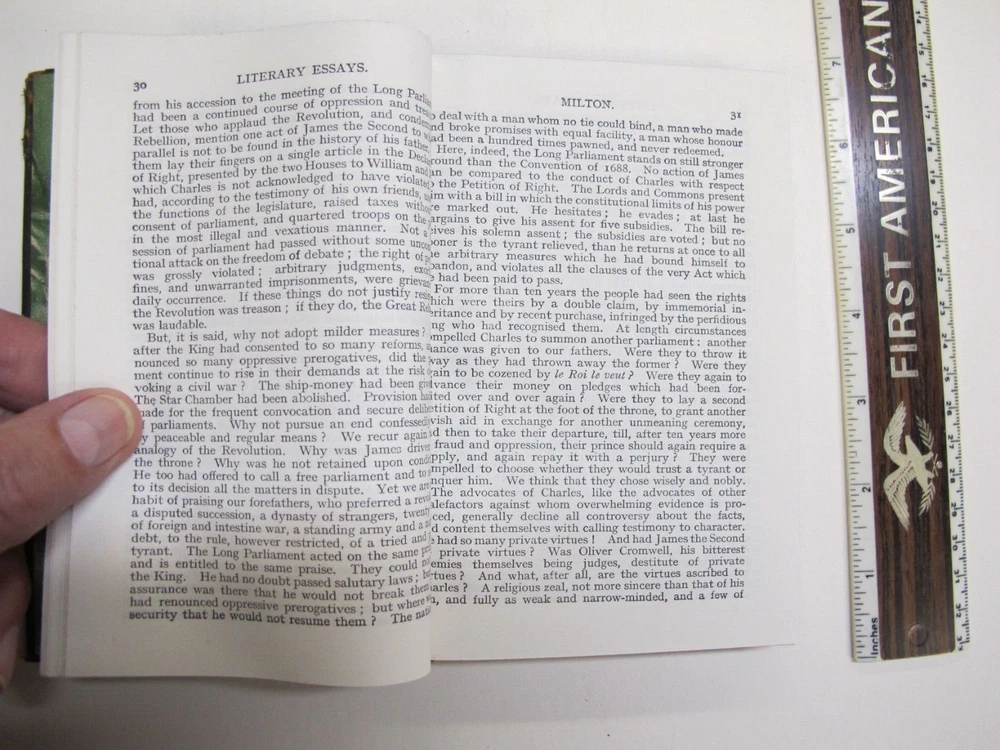 30
LITERARY ESSAYS.
from his accession to the meeting of the Long
had been a continued course of oppression and
Let those who applaud the Revolution, and
Rebellion, mention one act of James the Second to
parallel is not to be found in the history of his father,
them lay their fingers on a single article in the
of Right, presented by the two Houses to William and
which Charles is not acknowledged to have violated
had, according to the testimony of his own friends,
the functions of the legislature, raised taxes
consent of parliament, and quartered troops on the
in the most illegal and vexatious manner. Not a
session of parliament had passed without some
tional attack on the freedom of debate ; the right of
was grossly violated ; arbitrary judgments,
fines, and unwarranted imprisonments, were
daily occurrence. If these things do not justify
the Revolution was treason ; if they do, the Great
was laudable.
But, it is said, why not adopt milder measures ?
after the King had consented to so many reforms,
nounced so many oppressive prerogatives, did the
ment continue to rise in their demands at the risk
voking a civil war ? The ship-money had been
The Star Chamber had been abolished. Provision
made for the frequent convocation and secure
parliaments. Why not pursue an end confessedly
peaceable and regular means ? We recur again
analogy of the Revolution. Why was James
the throne ? Why was he not retained upon
He too had offered to call a free parliament and to
to its decision all the matters in dispute. Yet we are
habit of praising our forefathers, who preferred a
a disputed succession, a dynasty of strangers,
of foreign and intestine war, a standing army and a
debt, to the rule, however restricted, of a tried and
tyrant. The Long Parliament acted on the same
and is entitled to the same praise. They could
the King. He had no doubt passed salutary laws ;
assurance was there that he would not break them
had renounced oppressive prerogatives ; but where
security that he would not resume them ? The
MILTON.
31
deal with a man whom no tie could bind, a man who made
broke promises with equal facility, a man whose honour
had been a hundred times pawned, and never redeemed.
Here, indeed, the Long Parliament stands on still stronger
ground than the Convention of 1688. No action of James
can be compared to the conduct of Charles with respect
the Petition of Right. The Lords and Commons present
him with a bill in which the constitutional limits of his power
marked out. He hesitates ; he evades ; at last he
bargains to give his assent for five subsidies. The bill re-
his solemn assent ; the subsidies are voted ; but no
sooner is the tyrant relieved, than he returns at once to all
the arbitrary measures which he had bound himself to
abandon, and violates all the clauses of the very Act which
had been paid to pass.
For more than ten years the people had seen the rights
which were theirs by a double claim, by immemorial in-
heritance and by recent purchase, infringed by the perfidious
king who had recognised them. At length circumstances
compelled Charles to summon another parliament : another
was given to our fathers. Were they to throw it
away as they had thrown away the former ? Were they
again to be cozened by le Roi le veut ? Were they again to
advance their money on pledges which had been for-
feited over and over again ? Were they to lay a second
Petition of Right at the foot of the throne, to grant another
lavish aid in exchange for another unmeaning ceremony,
then to take their departure, till, after ten years more
fraud and oppression, their prince should again require a
supply, and again repay it with a perjury ? They were
compelled to choose whether they would trust a tyrant or
conquer him. We think that they chose wisely and nobly.
The advocates of Charles, like the advocates of other
malefactors against whom overwhelming evidence is pro-
duced, generally decline all controversy about the facts,
content themselves with calling testimony to character.
had so many private virtues ! And had James the Second
private virtues ? Was Oliver Cromwell, his bitterest
enemies themselves being judges, destitute of private
virtues ? And what, after all, are the virtues ascribed to
Charles ? A religious zeal, not more sincere than that of his
and fully as weak and narrow-minded, and a few of
FIRST AMERICAN
Inches
1
2
3
4
5
6
7